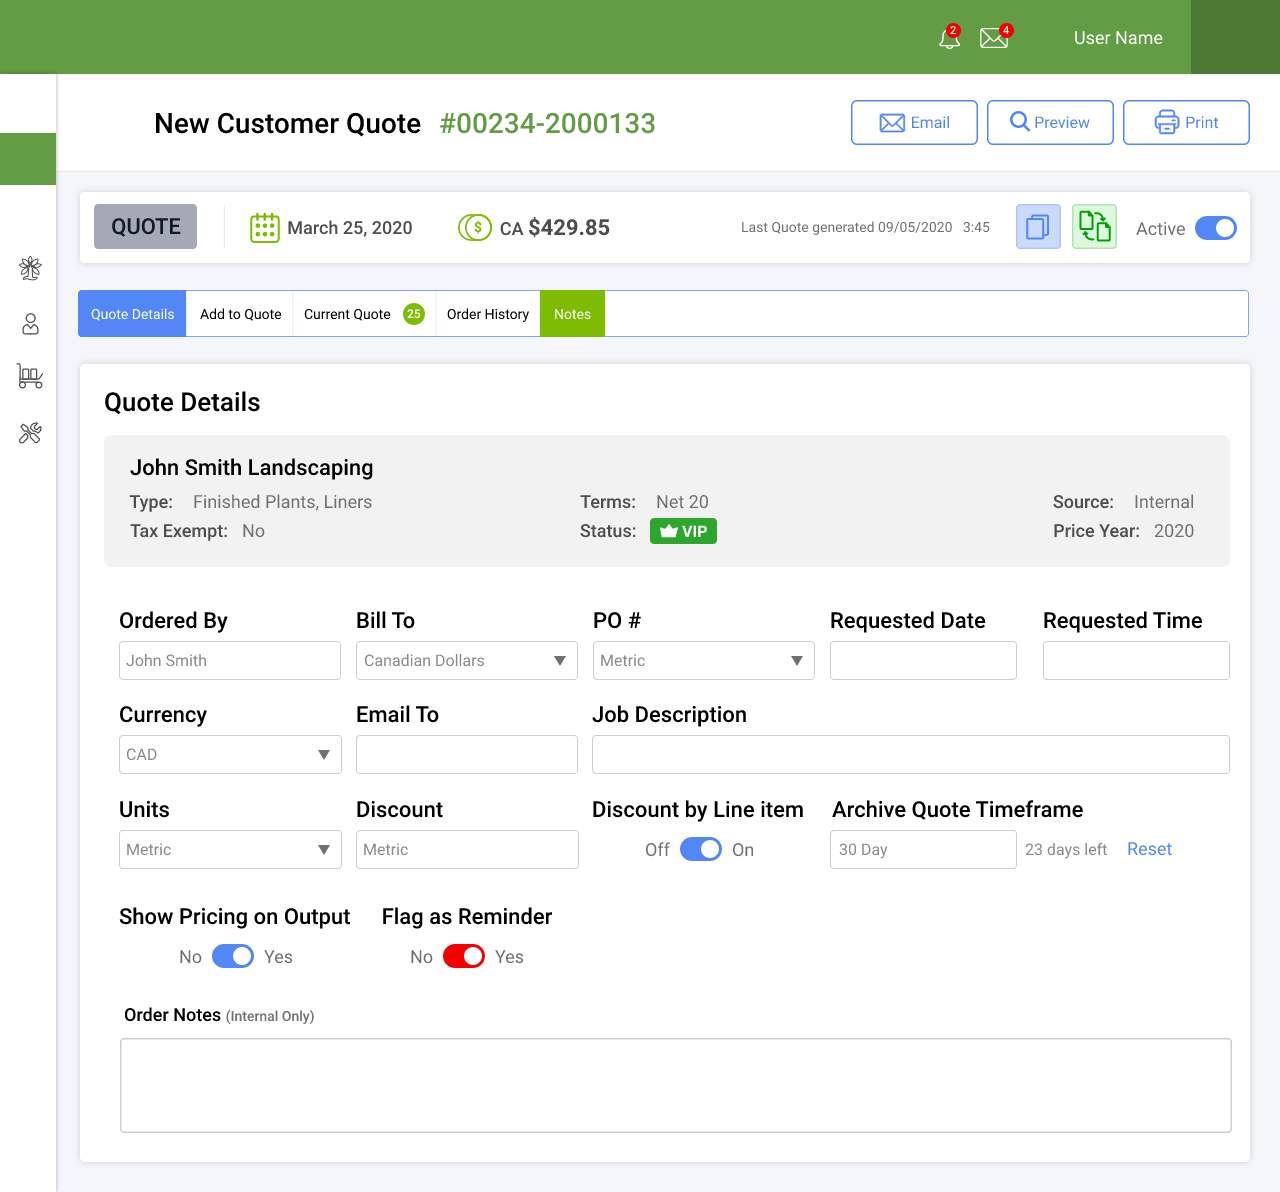 2 4 User Name
New Customer Quote #00234-2000133 Email Preview Print
QUOTE March 25, 2020 $ CA $429.85 Last Quote generated 09/05/2020 3:45 Active
Quote Details Add to Quote Current Quote 25 Order History Notes
Quote Details
John Smith Landscaping
Type: Finished Plants, Liners Terms: Net 20 Source: Internal
Tax Exempt: No Status: VIP Price Year: 2020
Ordered By Bill To PO # Requested Date Requested Time
John Smith Canadian Dollars Metric
Currency Email To Job Description
CAD
Units Discount Discount by Line item Archive Quote Timeframe
Metric Metric Off On 30 Day 23 days left Reset
Show Pricing on Output Flag as Reminder
No Yes No Yes
Order Notes (Internal Only)